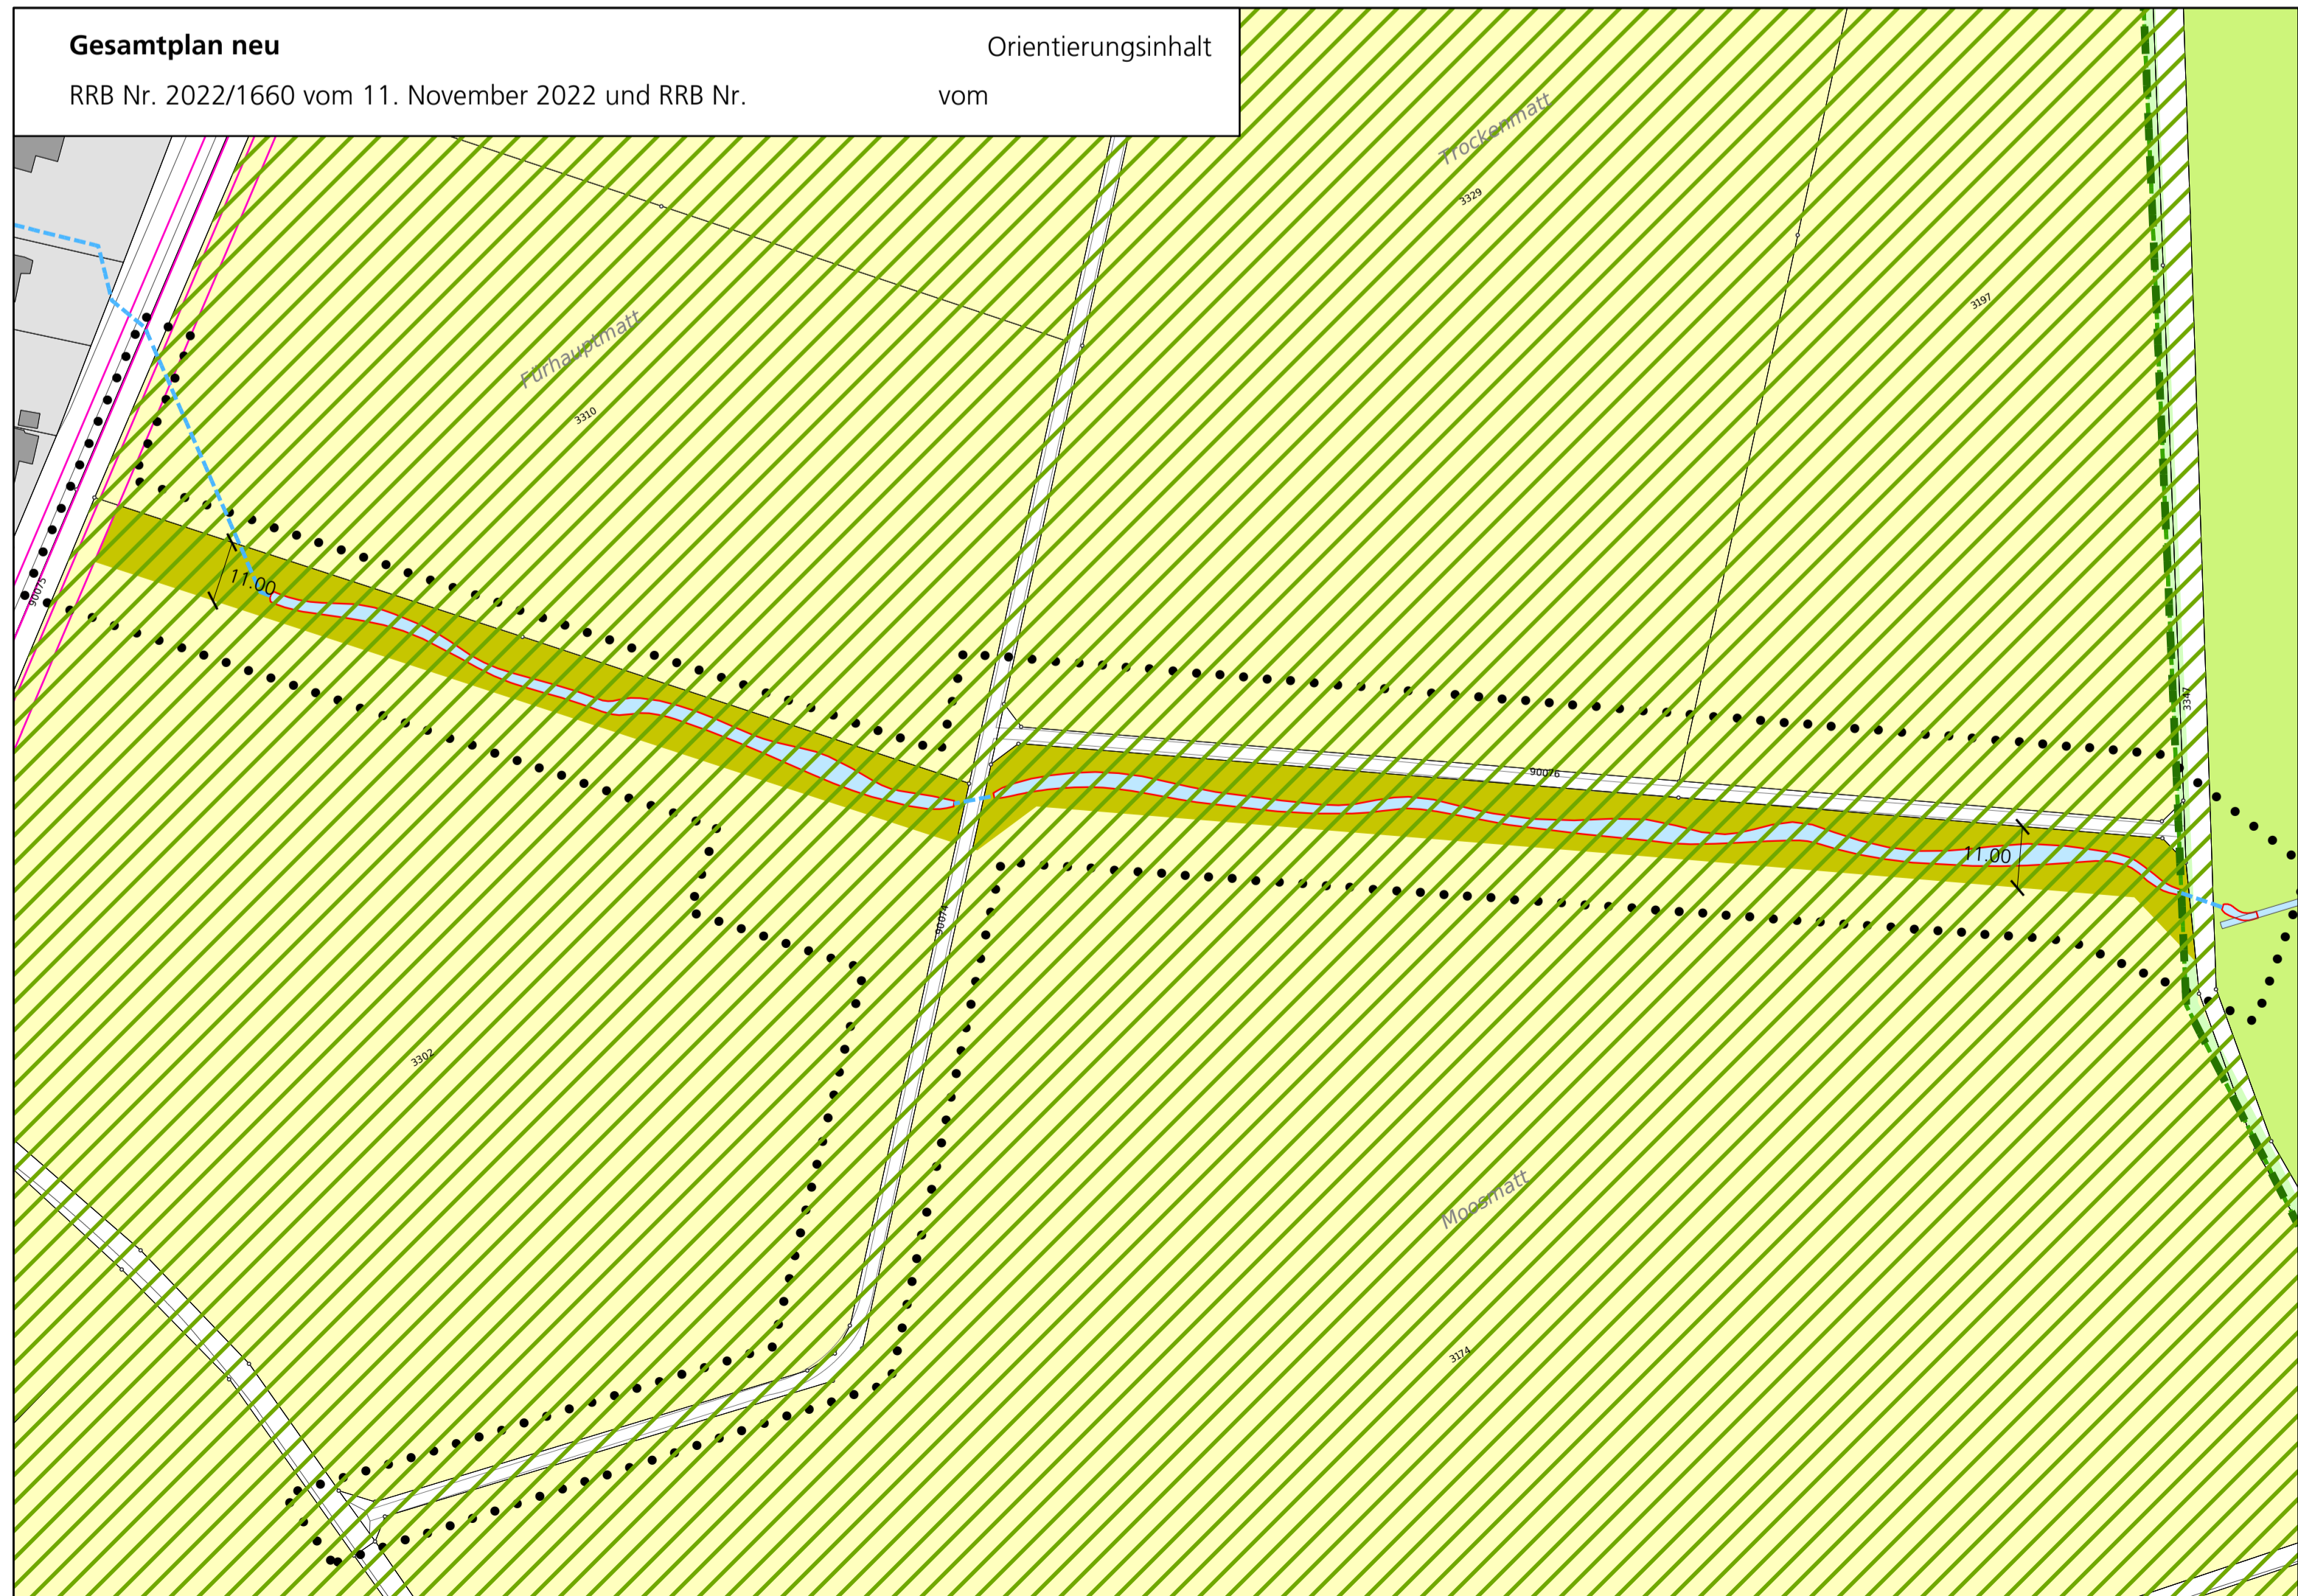 Gesamtplan neu
Orientierungsinhalt
RRB Nr. 2022/1660 vom 11. November 2022 und RRB Nr. vom
Trockenmatt
3329
3197
Fürhauptmatt
3310
90075
11.00
3347
90076
11.00
90074
3302
Moosmatt
3174